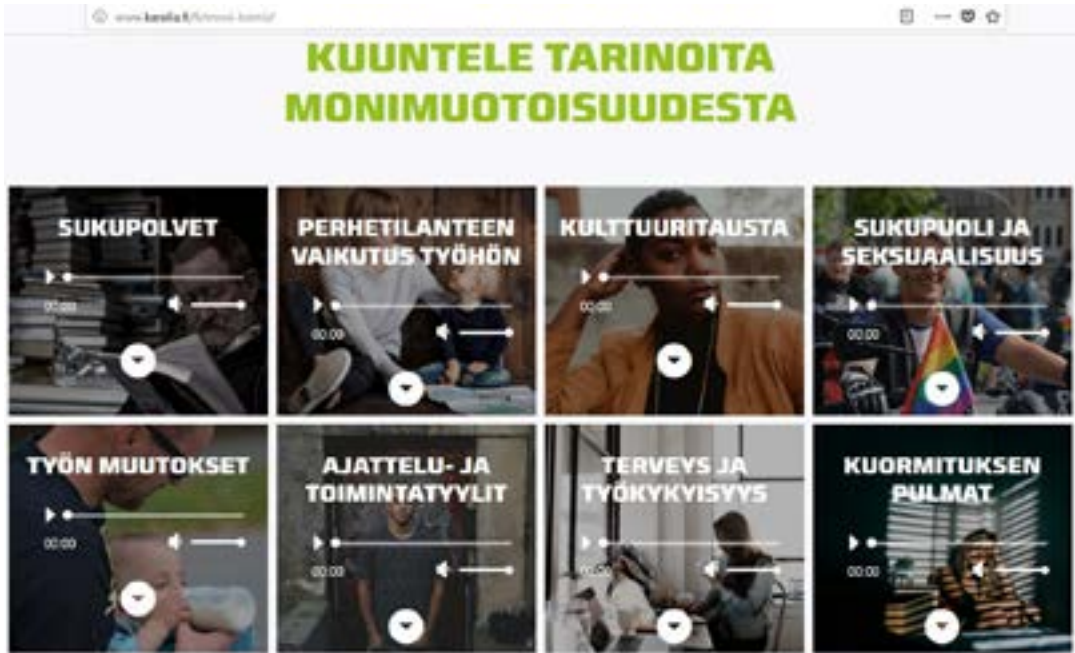 KUUNTELE TARINOITA
MONIMUOTOISUUDESTA
SUKUPOLVET
00:00
PERHETILANTEEN
VAIKUTUS TYÖHÖN
00:00
KULTTUURITAUSTA
00:00
SUKUPUOLI JA
SEKSUAALISUUS
00:00
TYÖN MUUTOKSET
00:00
AJATTELU- JA
TOIMINTATYYLIT
00:00
TERVEYS JA
TYÖKYKYISYYS
00:00
KUORMITUKSEN
PULMAT
00:00